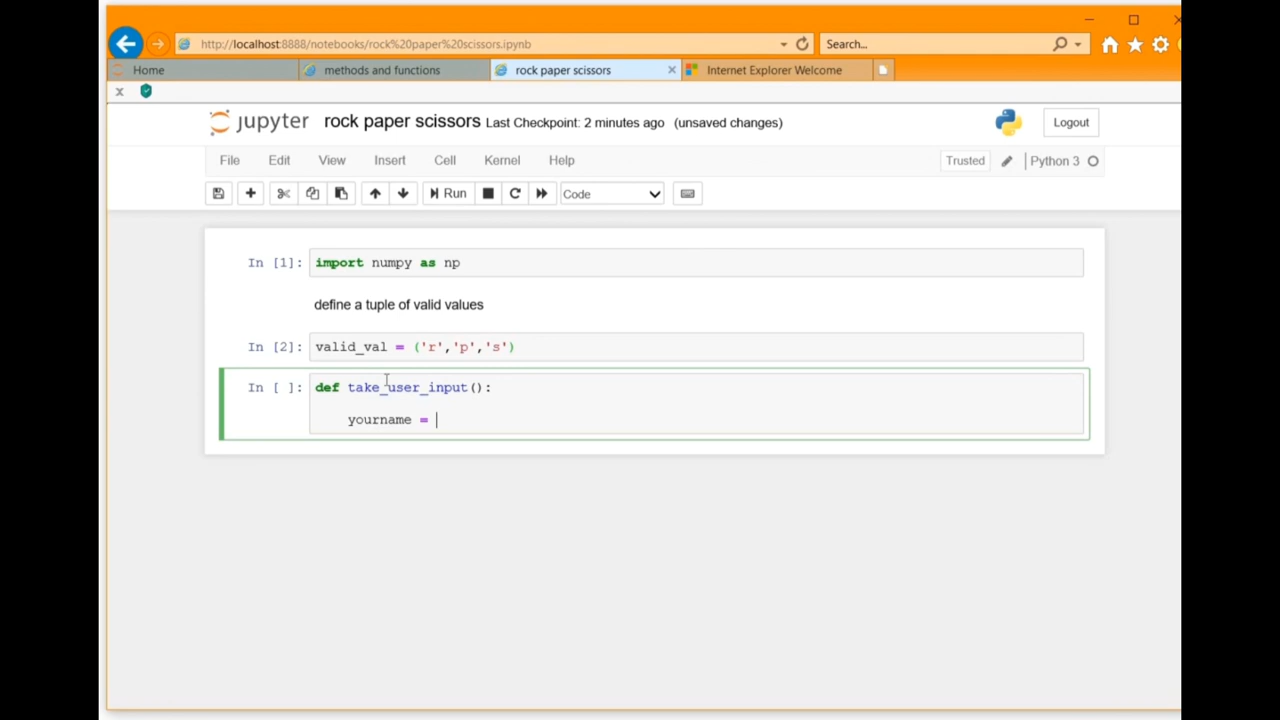 http://localhost:8888/notebooks/rock%20paper%20scissors.ipynb
Search...
Home
methods and functions
rock paper scissors
Internet Explorer Welcome
x
jupyter rock paper scissors Last Checkpoint: 2 minutes ago (unsaved changes)
Logout
File Edit View Insert Cell Kernel Help
Trusted
Python 3
Run
Code
In [1]: import numpy as np
define a tuple of valid values
In [2]: valid_val = ('r','p','s')
In [ ]: def take_user_input():
yourname =